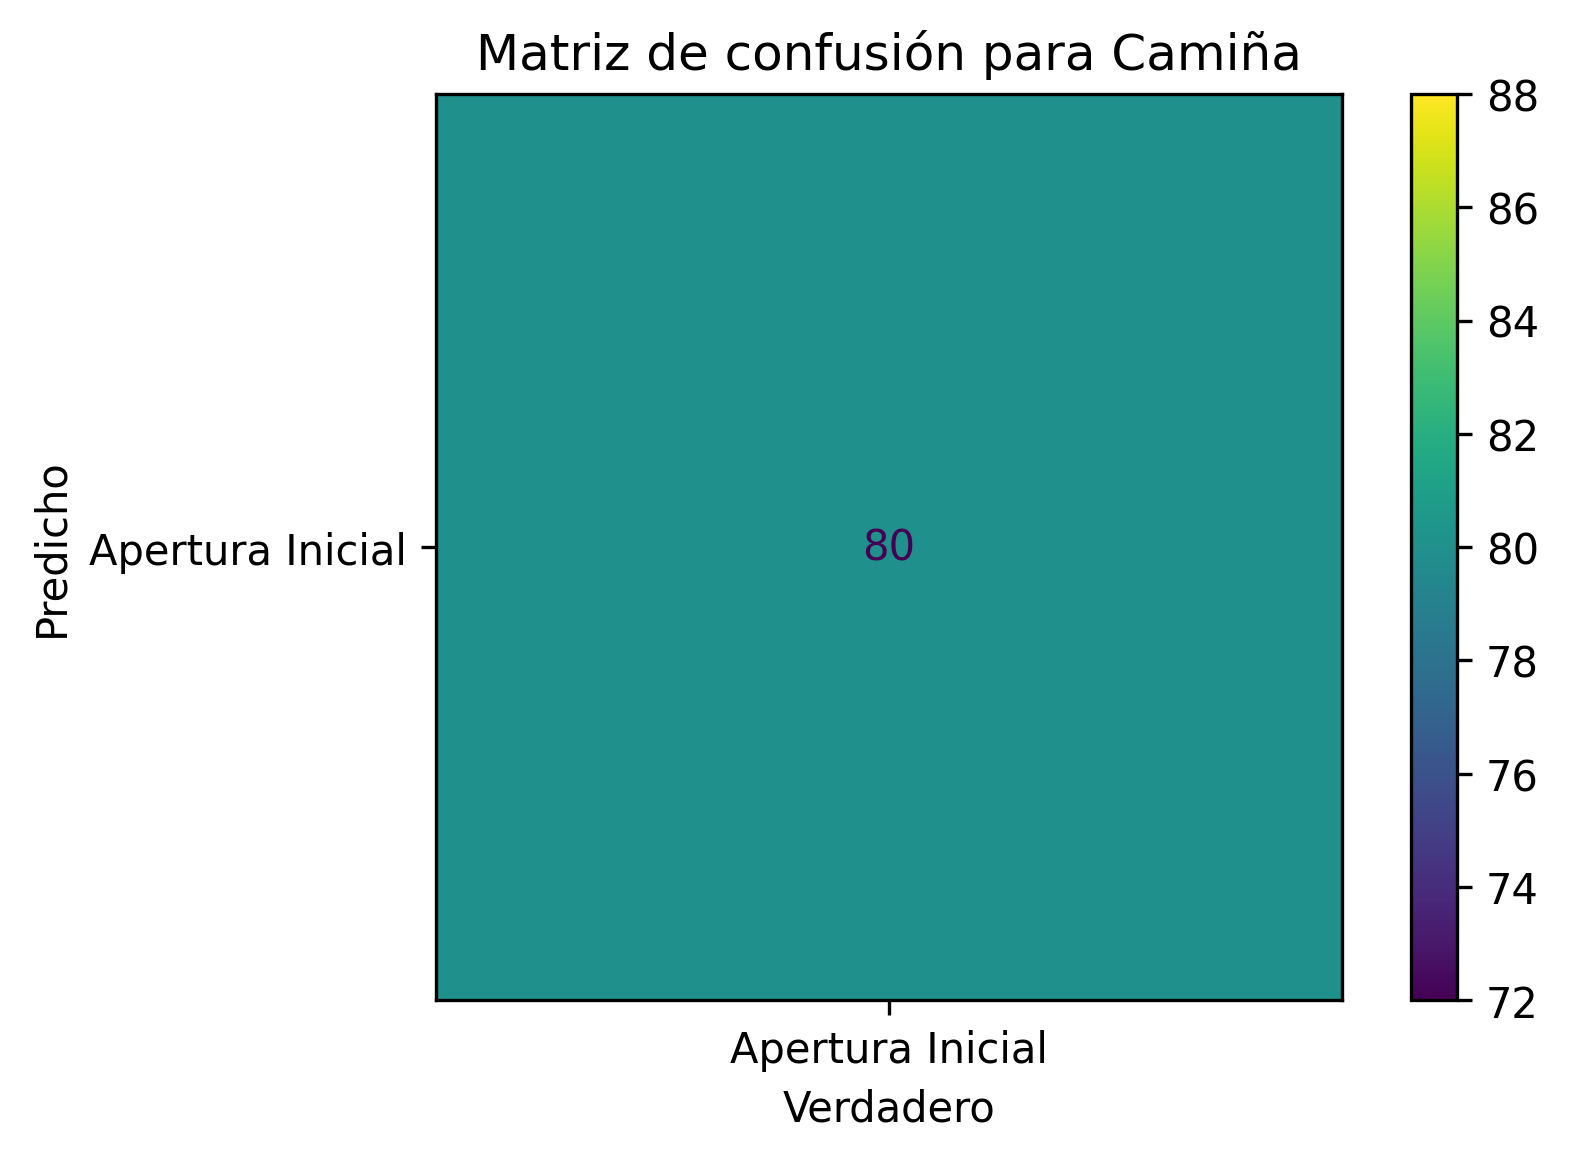 Matriz de confusión para Camiña
Predicho
Apertura Inicial
80
Apertura Inicial
Verdadero
88
86
84
82
80
78
76
74
72